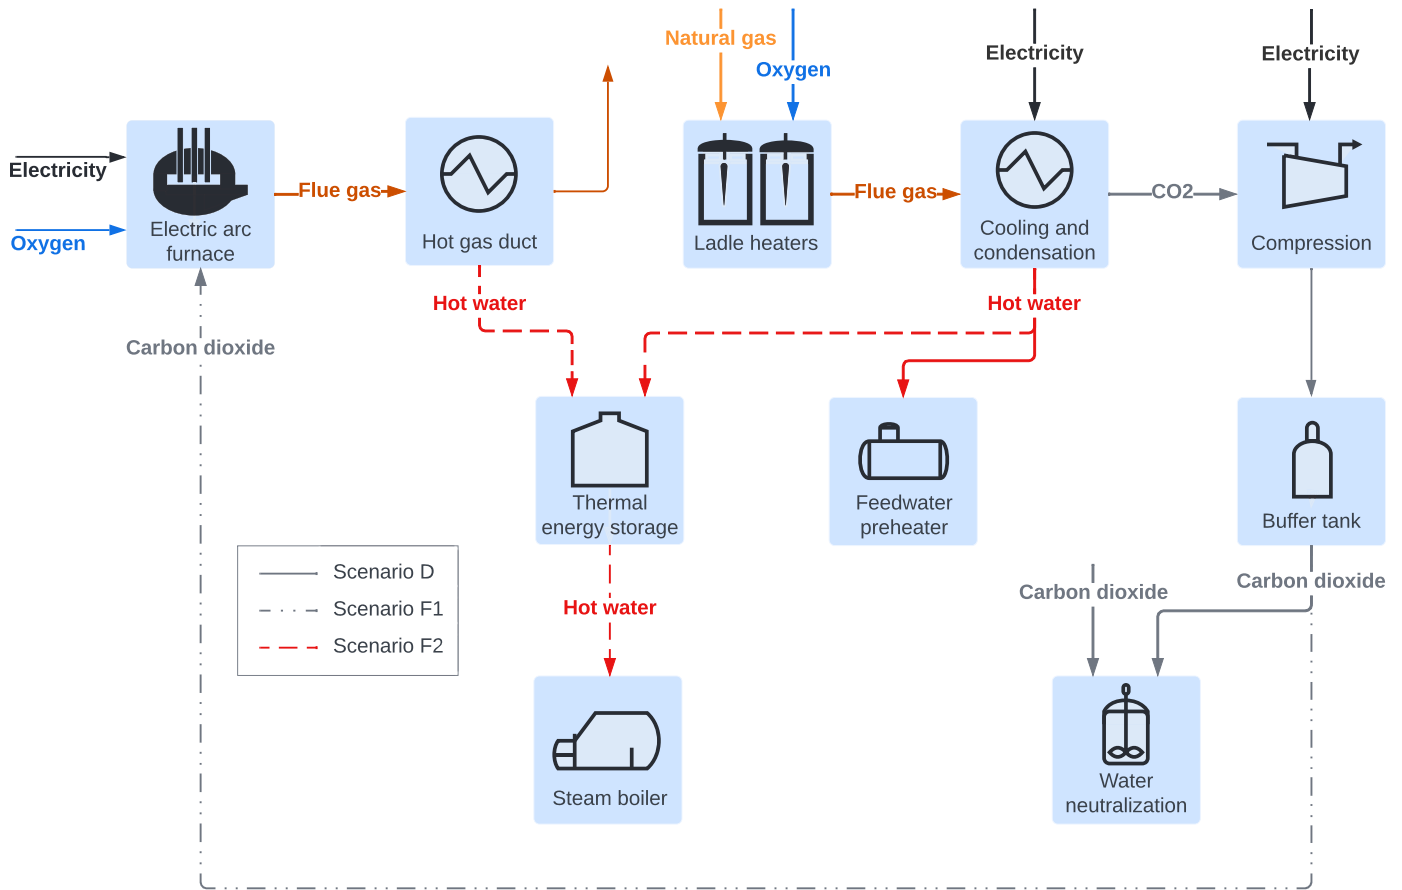 Natural gas
Oxygen
Electricity
Electricity
Electricity
Oxygen
Electric arc
furnace
Flue gas
Hot gas duct
Ladle heaters
Flue gas
Cooling and
condensation
CO2
Compression
Hot water
Hot water
Carbon dioxide
Thermal
energy storage
Feedwater
preheater
Buffer tank
Scenario D
Scenario F1
Scenario F2
Hot water
Carbon dioxide
Carbon dioxide
Steam boiler
Water
neutralization